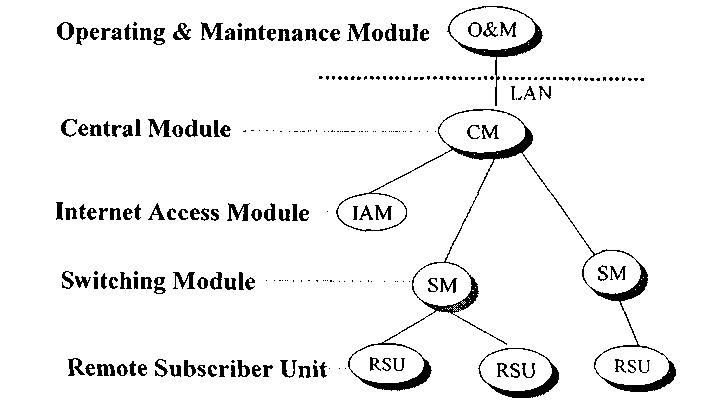 Operating & Maintenance Module O&M
LAN
Central Module CM
Internet Access Module IAM
Switching Module SM SM
Remote Subscriber Unit RSU RSU RSU